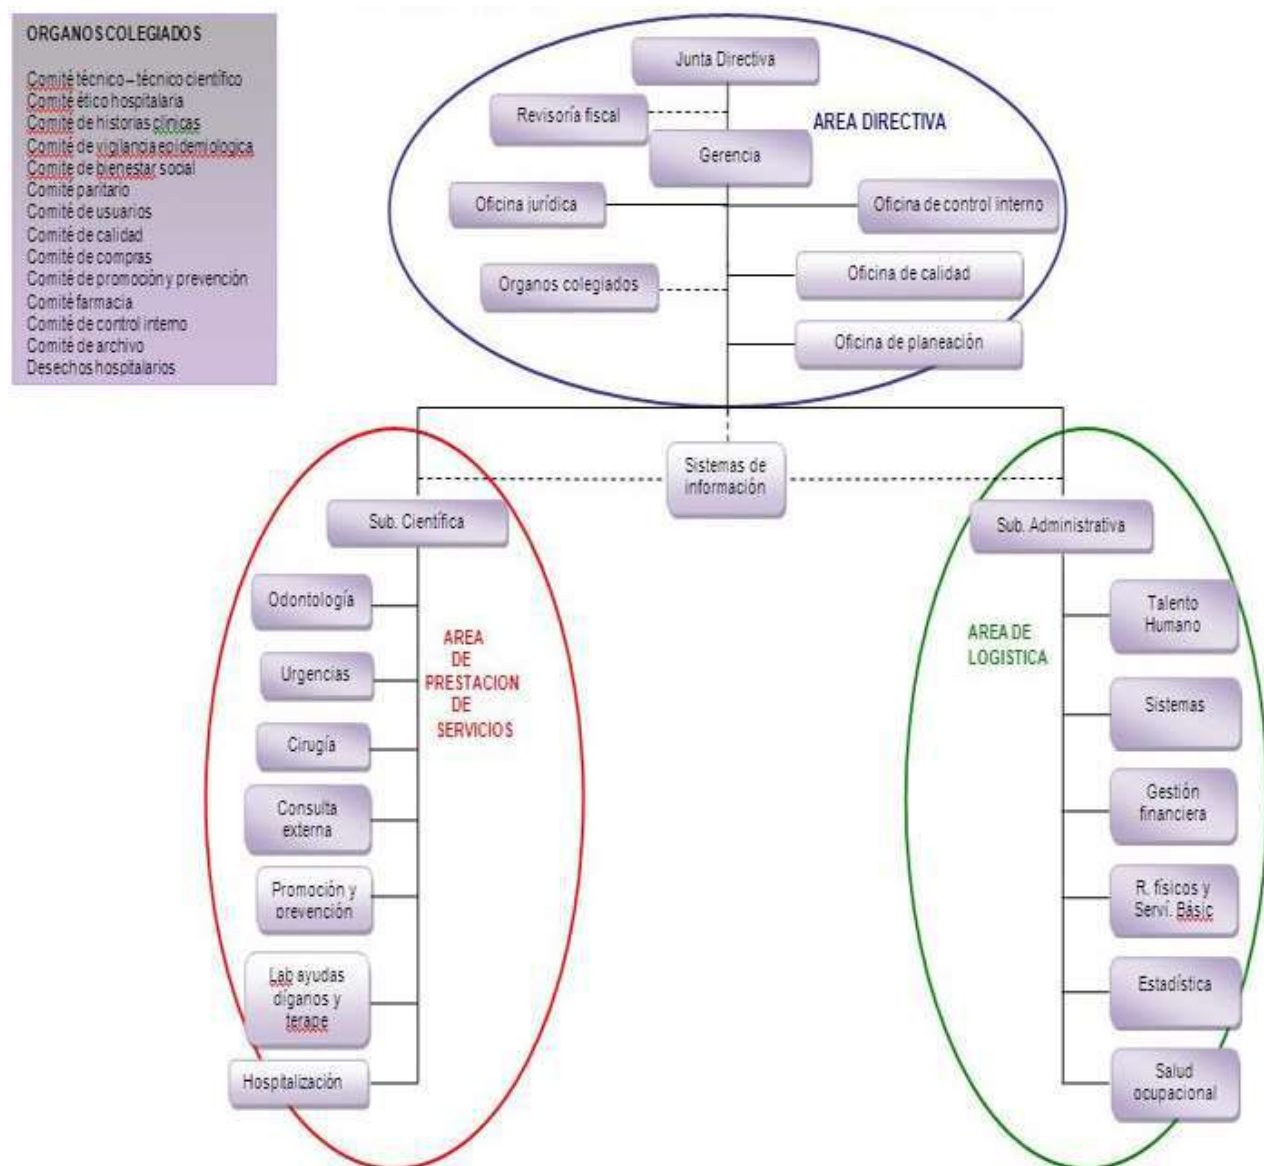 ORGANOS COLEGIADOS
Comité técnico – técnico científico
Comité ético hospitalaria
Comité de historias clinicas
Comité de vigilancia epidemiologica
Comité de bienestar social
Comité paritario
Comité de usuarios
Comité de calidad
Comité de compras
Comité de promoción y prevención
Comité farmacia
Comité de control interno
Comité de archivo
Desechos hospitalarios
Junta Directiva
Revisoría fiscal
AREA DIRECTIVA
Gerencia
Oficina jurídica
Oficina de control interno
Organos colegiados
Oficina de calidad
Oficina de planeación
Sistemas de
información
Sub. Científica
Odontología
Urgencias
Cirugía
Consulta
externa
Promoción y
prevención
Lab ayudas
díganos y
terape
Hospitalización
AREA
DE
PRESTACION
DE
SERVICIOS
Sub. Administrativa
AREA DE
LOGISTICA
Talento
Humano
Sistemas
Gestión
financiera
R. físicos y
Serví. Básic
Estadística
Salud
ocupacional